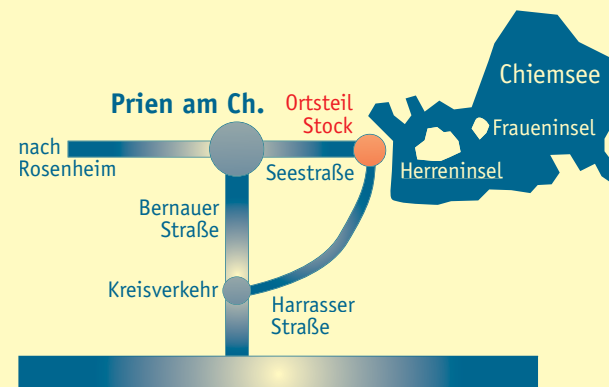 Chiemsee
Prien am Ch.
Ortsteil
Stock
Fraueninsel
nach
Rosenheim
Seestraße
Herreninsel
Bernauer
Straße
Kreisverkehr
Harrasser
Straße